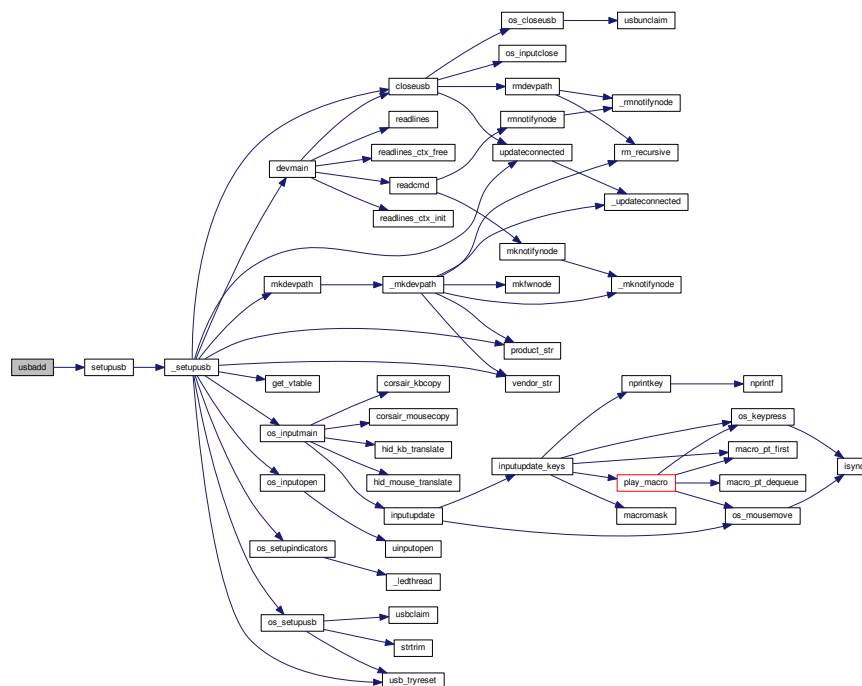 os_closeusb
usbunclaim
os_inputclose
closeusb
rmdevpath
_rmnotifynode
readlines
rmnotifynode
readlines_ctx_free
updateconnected
rm_recursive
devmain
readcmd
_updateconnected
readlines_ctx_init
mknotifynode
mkdevpath
_mkdevpath
mkfwnode
_mknotifynode
product_str
usbadd
setupusb
_setupusb
vendor_str
get_vtable
corsair_kbcopy
nprintkey
nprintf
corsair_mousecopy
os_keypress
os_inputmain
hid_kb_translate
macro_pt_first
inputupdate_keys
isync
os_inputopen
hid_mouse_translate
play_macro
macro_pt_dequeue
inputupdate
macromask
os_mousemove
os_setupindicators
uinputopen
_ledthread
os_setupusb
usbclaim
strtrim
usb_tryreset